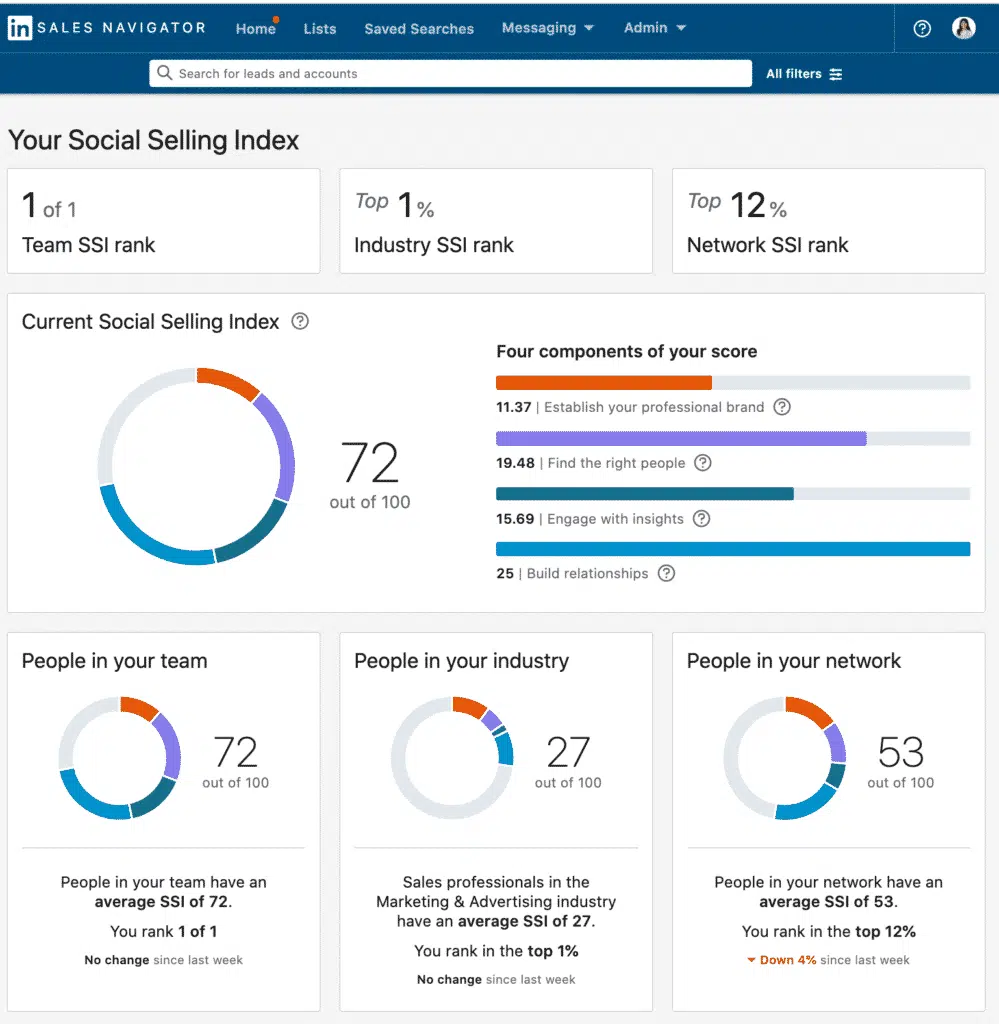 in SALES NAVIGATOR Home Lists Saved Searches Messaging Admin
Search for leads and accounts All filters
Your Social Selling Index
1 of 1
Team SSI rank
Top 1%
Industry SSI rank
Top 12%
Network SSI rank
Current Social Selling Index
72
out of 100
Four components of your score
11.37 | Establish your professional brand
19.48 | Find the right people
15.69 | Engage with insights
25 | Build relationships
People in your team
72
out of 100
People in your team have an
average SSI of 72.
You rank 1 of 1
No change since last week
People in your industry
27
out of 100
Sales professionals in the
Marketing & Advertising industry
have an average SSI of 27.
You rank in the top 1%
No change since last week
People in your network
53
out of 100
People in your network have an
average SSI of 53.
You rank in the top 12%
Down 4% since last week